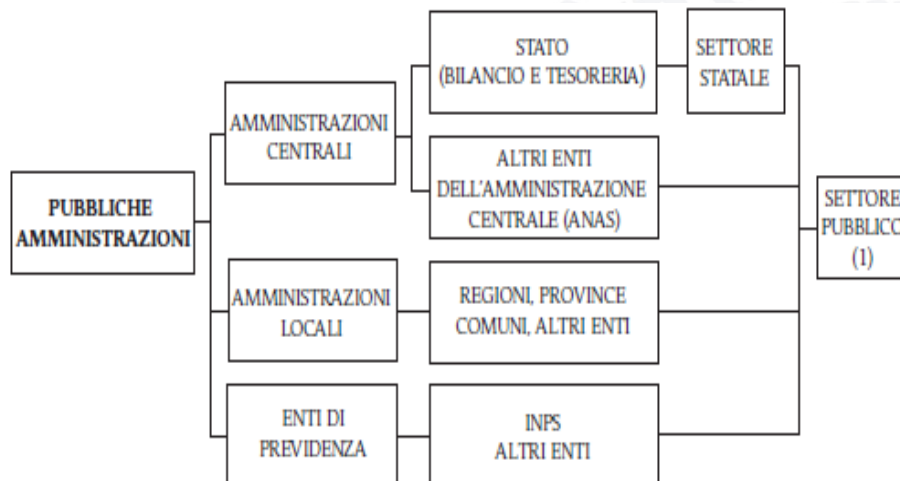 PUBBLICHE
AMMINISTRAZIONI
AMMINISTRAZIONI
CENTRALI
STATO
(BILANCIO E TESORERIA)
SETTORE
STATALE
ALTRI ENTI
DELL'AMMINISTRAZIONE
CENTRALE (ANAS)
AMMINISTRAZIONI
LOCALI
REGIONI, PROVINCE
COMUNI, ALTRI ENTI
ENTI DI
PREVIDENZA
INPS
ALTRI ENTI
SETTORE
PUBBLICO
(1)